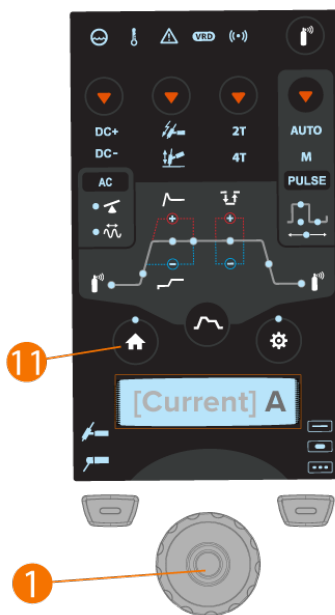 VRD
DC+ 2T AUTO
DC- 4T M
AC PULSE
11
[Current] A
1